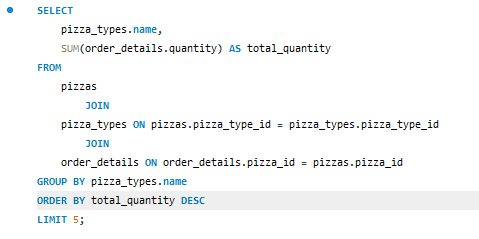 SELECT
pizza_types.name,
SUM(order_details.quantity) AS total_quantity
FROM
pizzas
JOIN
pizza_types ON pizzas.pizza_type_id = pizza_types.pizza_type_id
JOIN
order_details ON order_details.pizza_id = pizzas.pizza_id
GROUP BY pizza_types.name
ORDER BY total_quantity DESC
LIMIT 5;